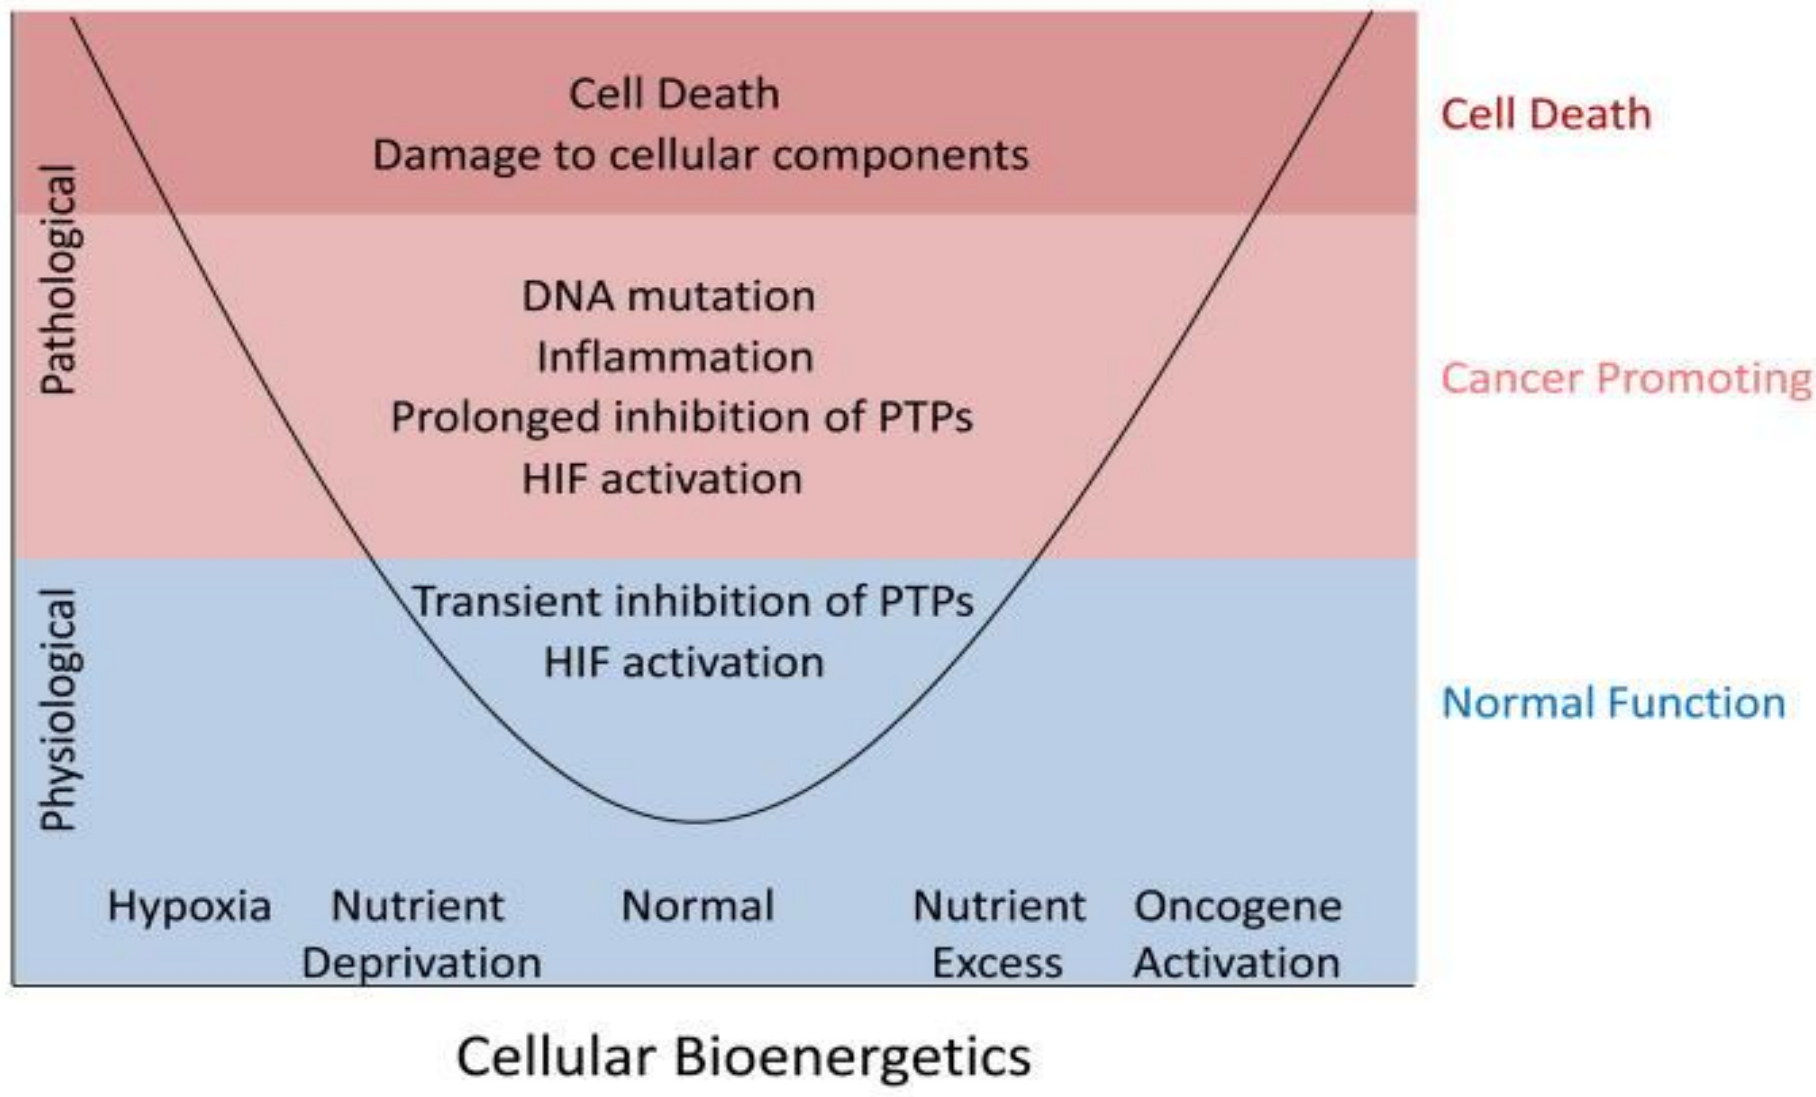 Cell Death
Damage to cellular components
Cell Death
Pathological
DNA mutation
Inflammation
Prolonged inhibition of PTPs
HIF activation
Cancer Promoting
Physiological
Transient inhibition of PTPs
HIF activation
Normal Function
Hypoxia
Nutrient
Deprivation
Normal
Nutrient
Excess
Oncogene
Activation
Cellular Bioenergetics